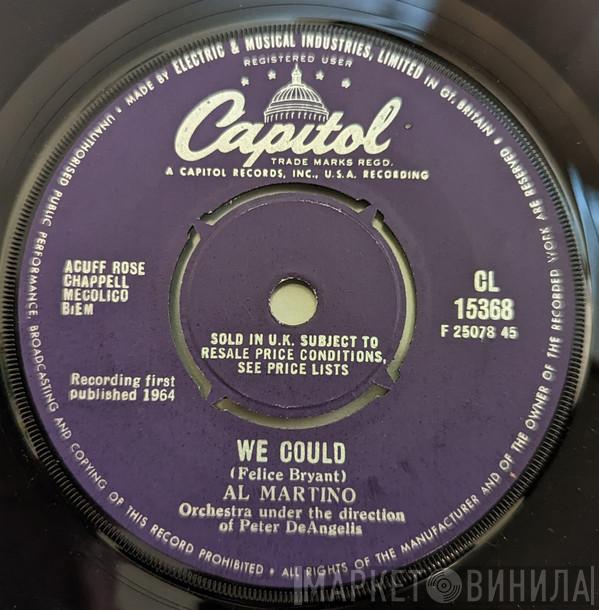 MADE BY ELECTRIC & MUSICAL INDUSTRIES, LIMITED IN GT. BRITAIN •
REGISTERED USER
Capitol
TRADE MARKS REGD.
A CAPITOL RECORDS, INC., U.S.A. RECORDING
ACUFF ROSE
CHAPPELL
MECOLICO
BIEM
CL
15368
F 25078 45
SOLD IN U.K. SUBJECT TO
RESALE PRICE CONDITIONS,
SEE PRICE LISTS
Recording first
published 1964
WE COULD
(Felice Bryant)
AL MARTINO
Orchestra under the direction
of Peter DeAngelis
UNAUTHORISED PUBLIC PERFORMANCE, BROADCASTING AND COPYING OF THIS RECORD PROHIBITED • ALL RIGHTS OF THE MANUFACTURER AND OF THE OWNER OF THE RECORDED WORK ARE RESERVED
МАРКЕТ ВИНИЛА